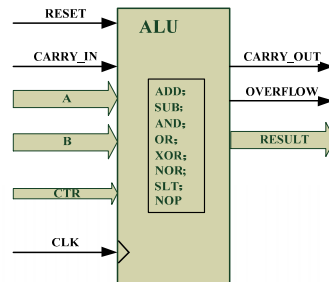 RESET
ALU
CARRY_IN
CARRY_OUT
A
ADD;
OVERFLOW
SUB;
AND;
B
OR;
RESULT
XOR;
NOR;
CTR
SLT;
NOP
CLK